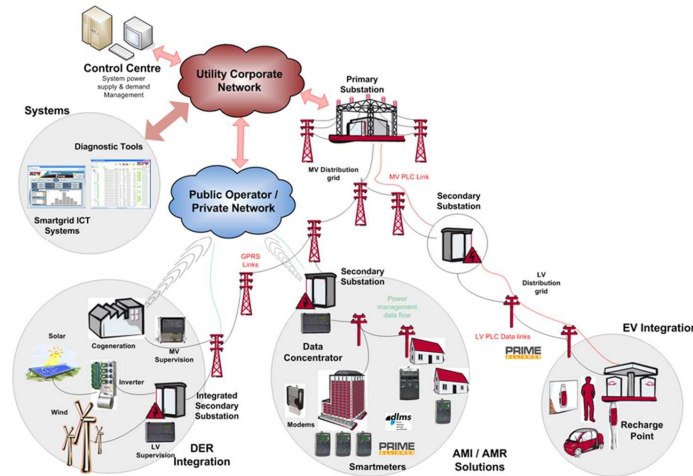 Control Centre
System power
supply & demand
Management
Utility Corporate
Network
Primary
Substation
Systems
Diagnostic Tools
Smartgrid ICT
Systems
MV Distribution
grid
MV PLC Link
Public Operator /
Private Network
Secondary
Substation
GPRS
Links
Secondary
Substation
LV
Distribution
grid
Solar
Cogeneration
MV
Supervision
Power
management
data flow
LV PLC Data links
EV Integration
Data
Concentrator
PRIME
ALLIANCE
Inverter
Integrated
Secondary
Substation
Wind
Modems
dlms
Recharge
Point
LV
Supervision
DER
Integration
PRIME
ALLIANCE
Smartmeters
AMI / AMR
Solutions